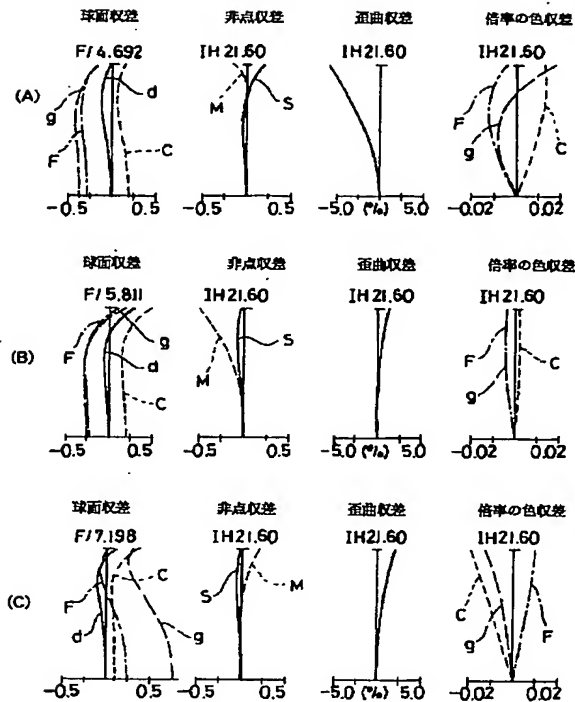 球面収差 非点収差 歪曲収差 倍率の色収差
F/4.692 IH21.60 IH21.60 IH21.60
(A)
g d M S F g C
F C
-0.5 0.5 -0.5 0.5 -5.0 (%) 5.0 -0.02 0.02
球面収差 非点収差 歪曲収差 倍率の色収差
F/5.811 IH21.60 IH21.60 IH21.60
(B)
F g d C M S F g C
-0.5 0.5 -0.5 0.5 -5.0 (%) 5.0 -0.02 0.02
球面収差 非点収差 歪曲収差 倍率の色収差
F/7.198 IH21.60 IH21.60 IH21.60
(C)
F d C g S M C g F
-0.5 0.5 -0.5 0.5 -5.0 (%) 5.0 -0.02 0.02